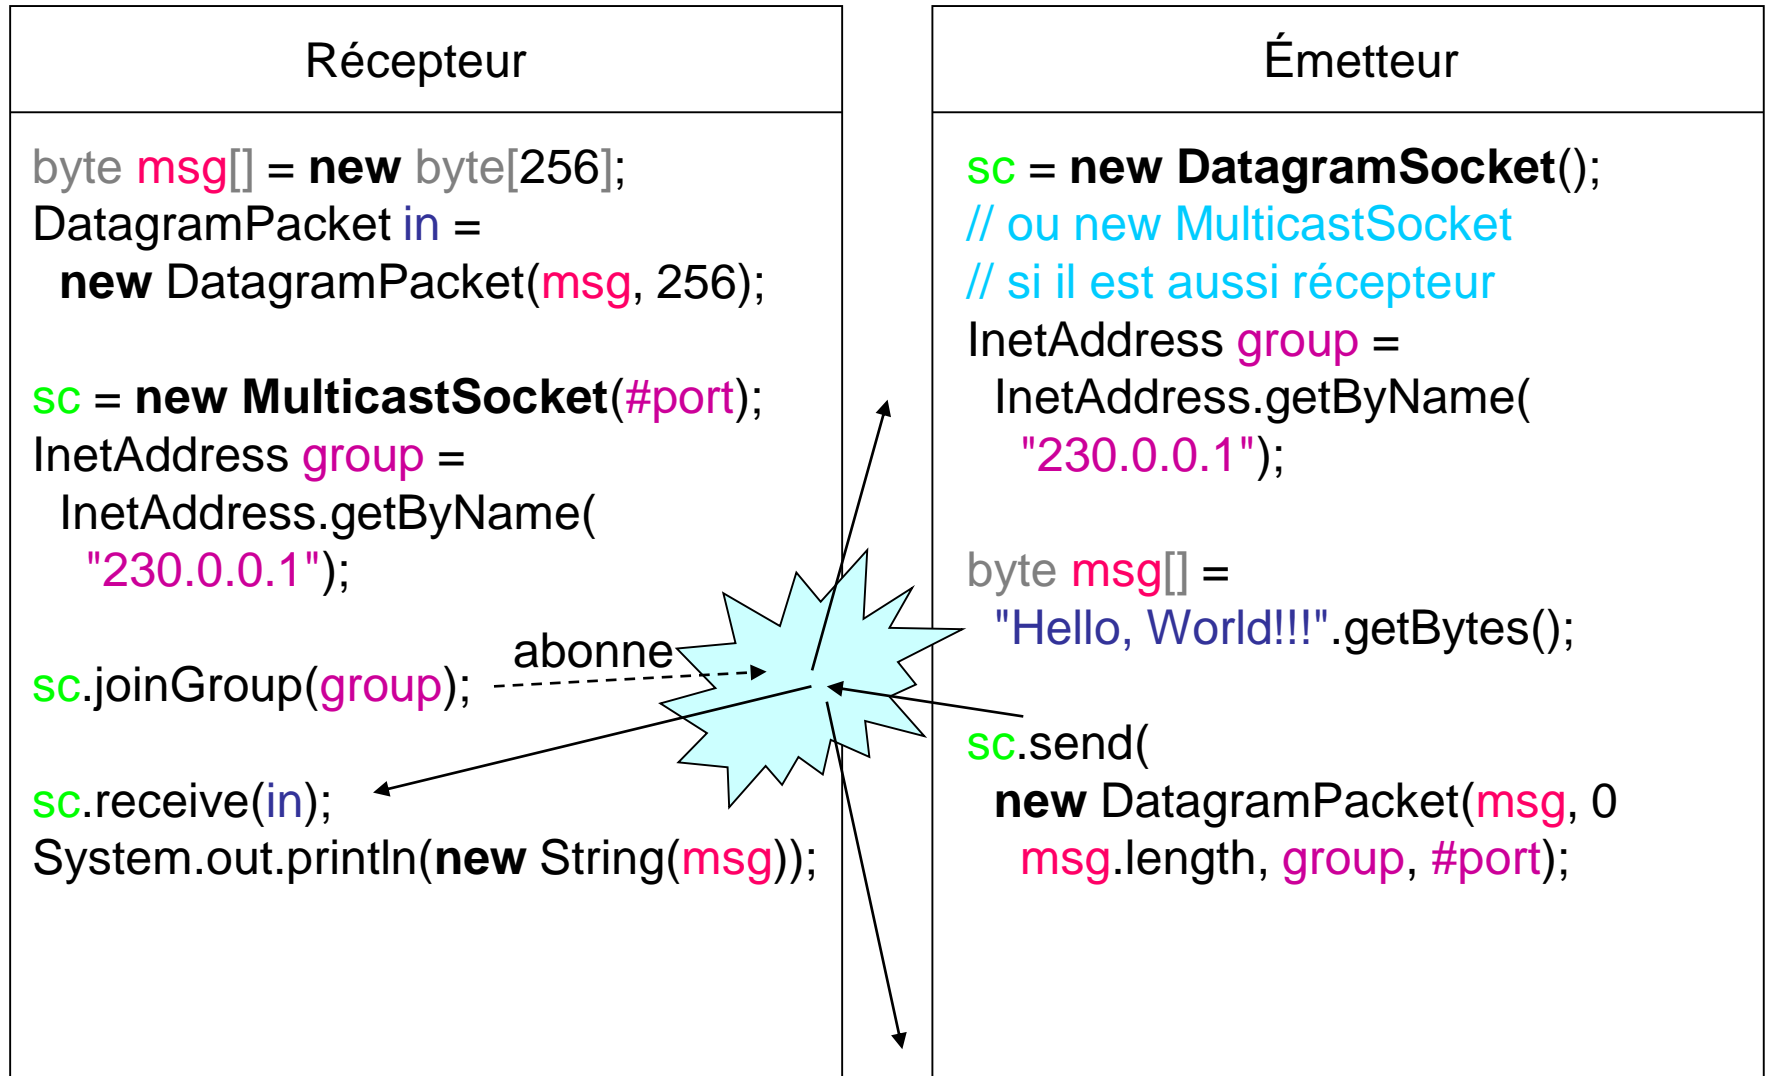 Récepteur
byte msg[] = new byte[256];
DatagramPacket in =
new DatagramPacket(msg, 256);
sc = new MulticastSocket(#port);
InetAddress group =
InetAddress.getByName(
"230.0.0.1");
abonne
sc.joinGroup(group);
sc.receive(in);
System.out.println(new String(msg));
Émetteur
sc = new DatagramSocket();
// ou new MulticastSocket
// si il est aussi récepteur
InetAddress group =
InetAddress.getByName(
"230.0.0.1");
byte msg[] =
"Hello, World!!!".getBytes();
sc.send(
new DatagramPacket(msg, 0
msg.length, group, #port);